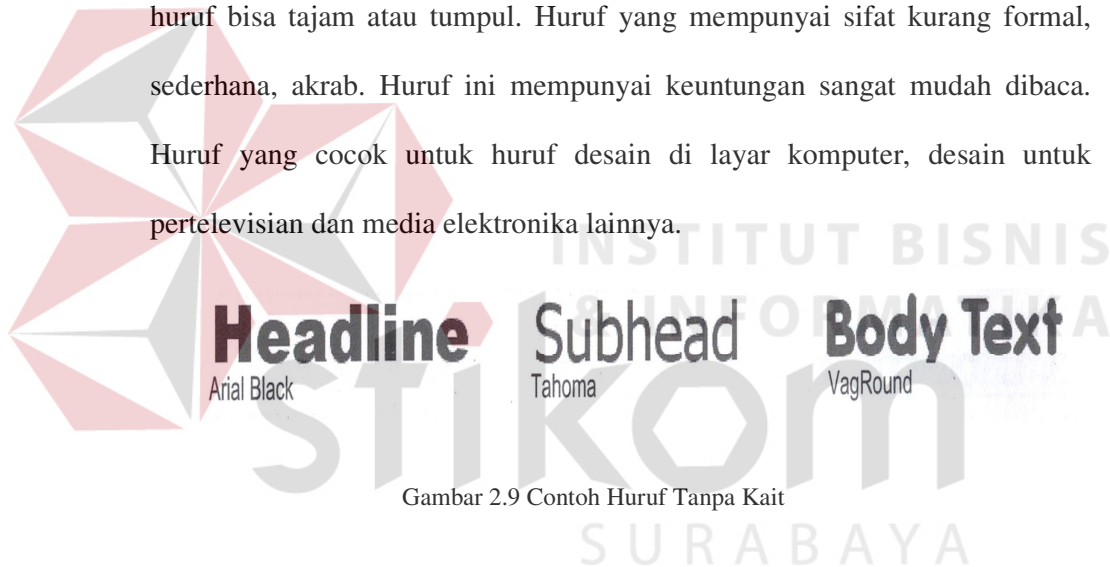 huruf bisa tajam atau tumpul. Huruf yang mempunyai sifat kurang formal,
sederhana, akrab. Huruf ini mempunyai keuntungan sangat mudah dibaca.
Huruf yang cocok untuk huruf desain di layar komputer, desain untuk
pertelevisian dan media elektronika lainnya.
INSTITUT BISNIS
& INFORMATIKA
Headline Subhead Body Text
Arial Black Tahoma VagRound
stikom
Gambar 2.9 Contoh Huruf Tanpa Kait
SURABAYA